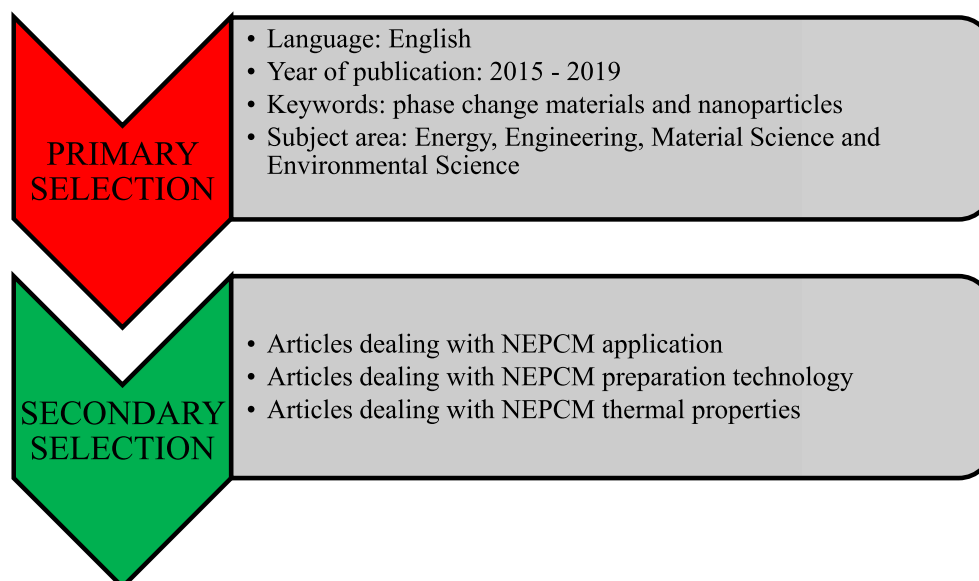 PRIMARY
SELECTION
• Language: English
• Year of publication: 2015 - 2019
• Keywords: phase change materials and nanoparticles
• Subject area: Energy, Engineering, Material Science and
Environmental Science
SECONDARY
SELECTION
• Articles dealing with NEPCM application
• Articles dealing with NEPCM preparation technology
• Articles dealing with NEPCM thermal properties